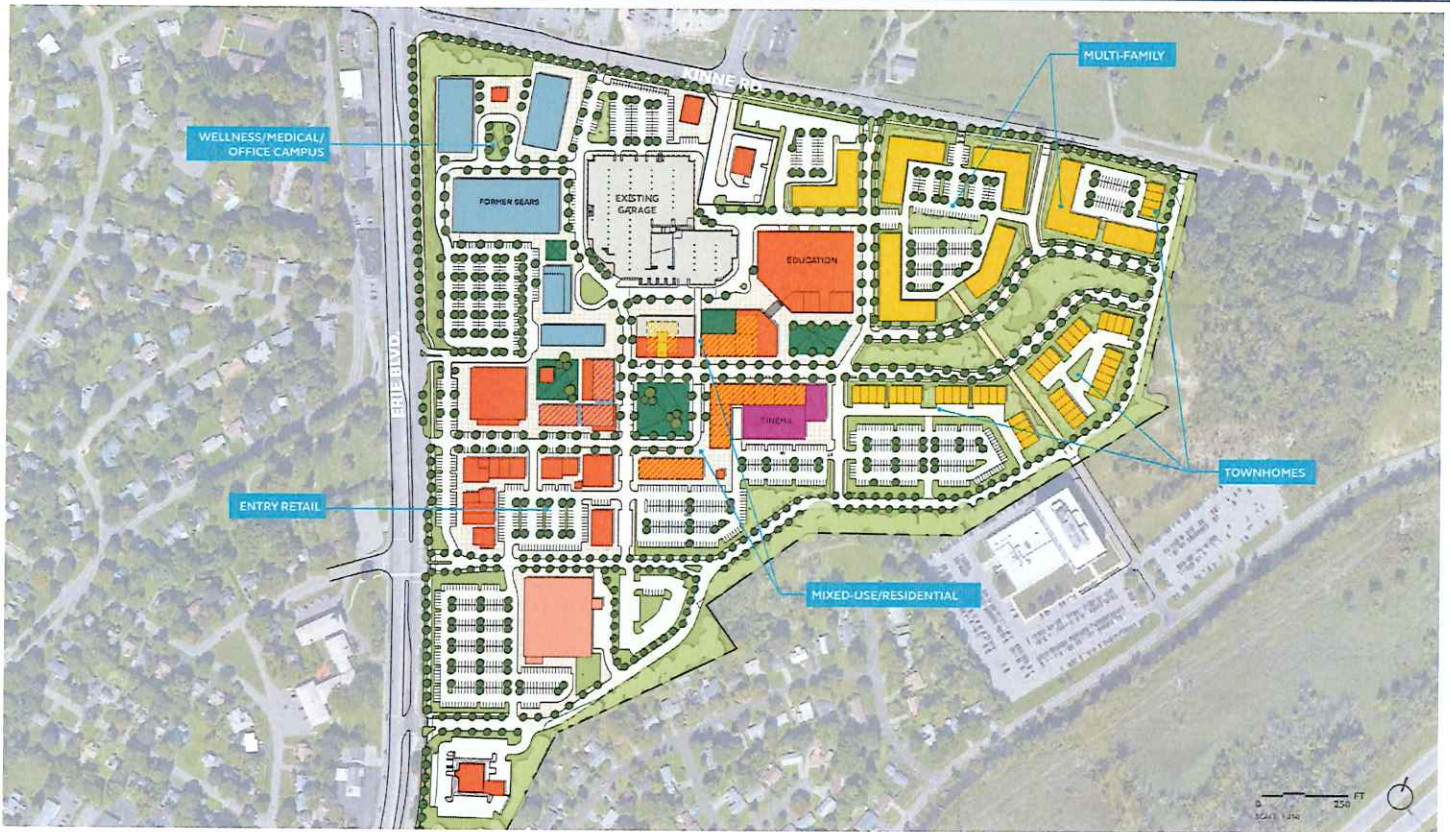 KINNE RD.
MULTI-FAMILY
WELLNESS/MEDICAL/
OFFICE CAMPUS
FORMER SEARS
EXISTING
GARAGE
EDUCATION
ERIE BLVD.
CINEMA
TOWNHOMES
ENTRY RETAIL
MIXED-USE/RESIDENTIAL
0 250 FT